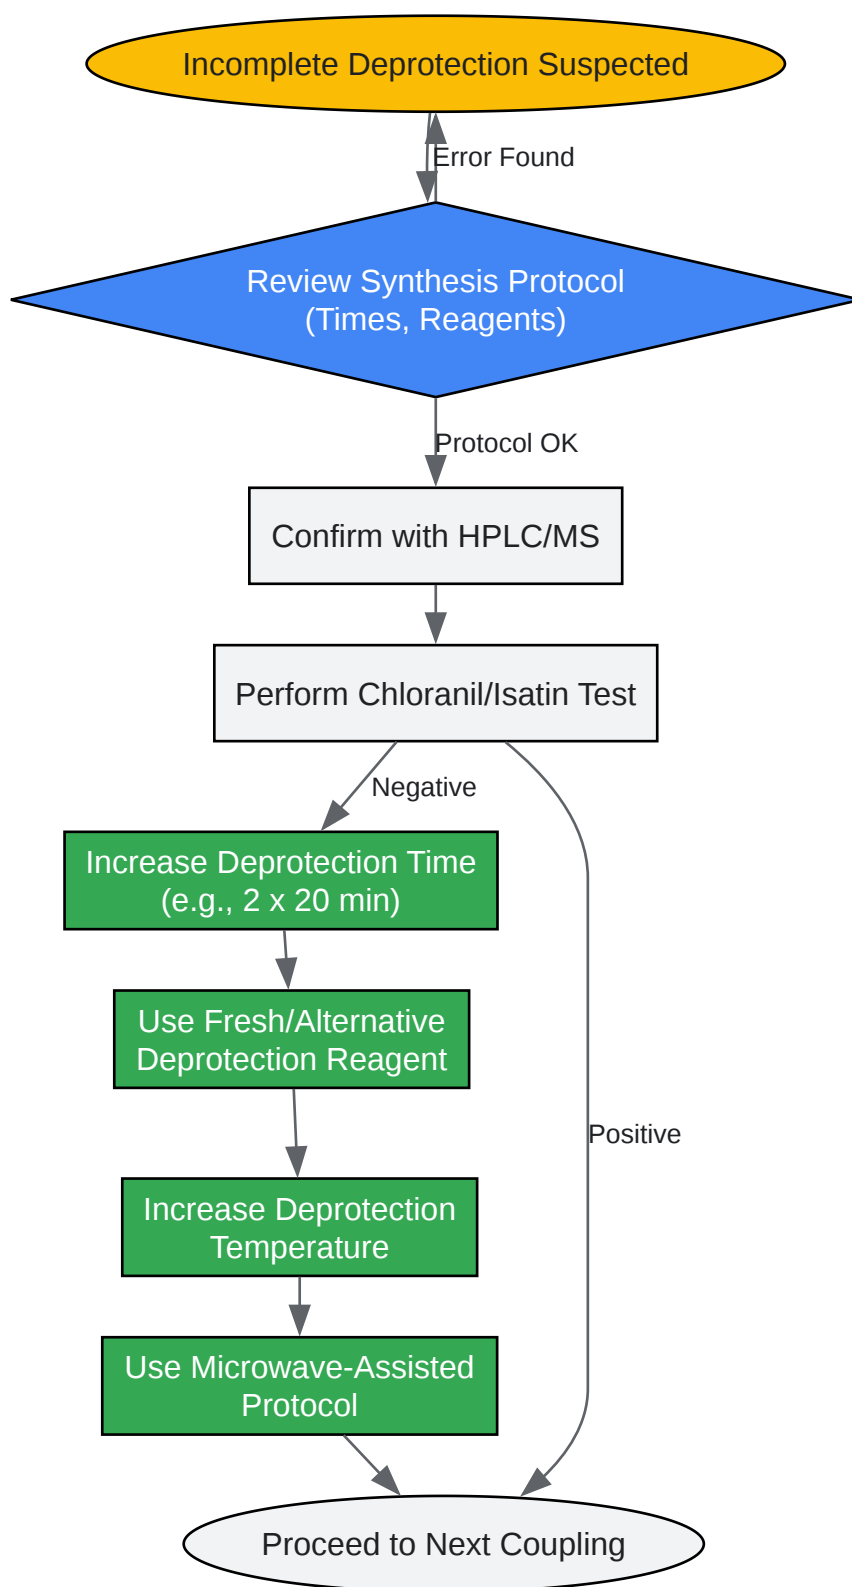 Incomplete Deprotection Suspected
Error Found
Review Synthesis Protocol
(Times, Reagents)
Protocol OK
Confirm with HPLC/MS
Perform Chloranil/Isatin Test
Negative
Increase Deprotection Time
(e.g., 2 x 20 min)
Use Fresh/Alternative
Deprotection Reagent
Positive
Increase Deprotection
Temperature
Use Microwave-Assisted
Protocol
Proceed to Next Coupling